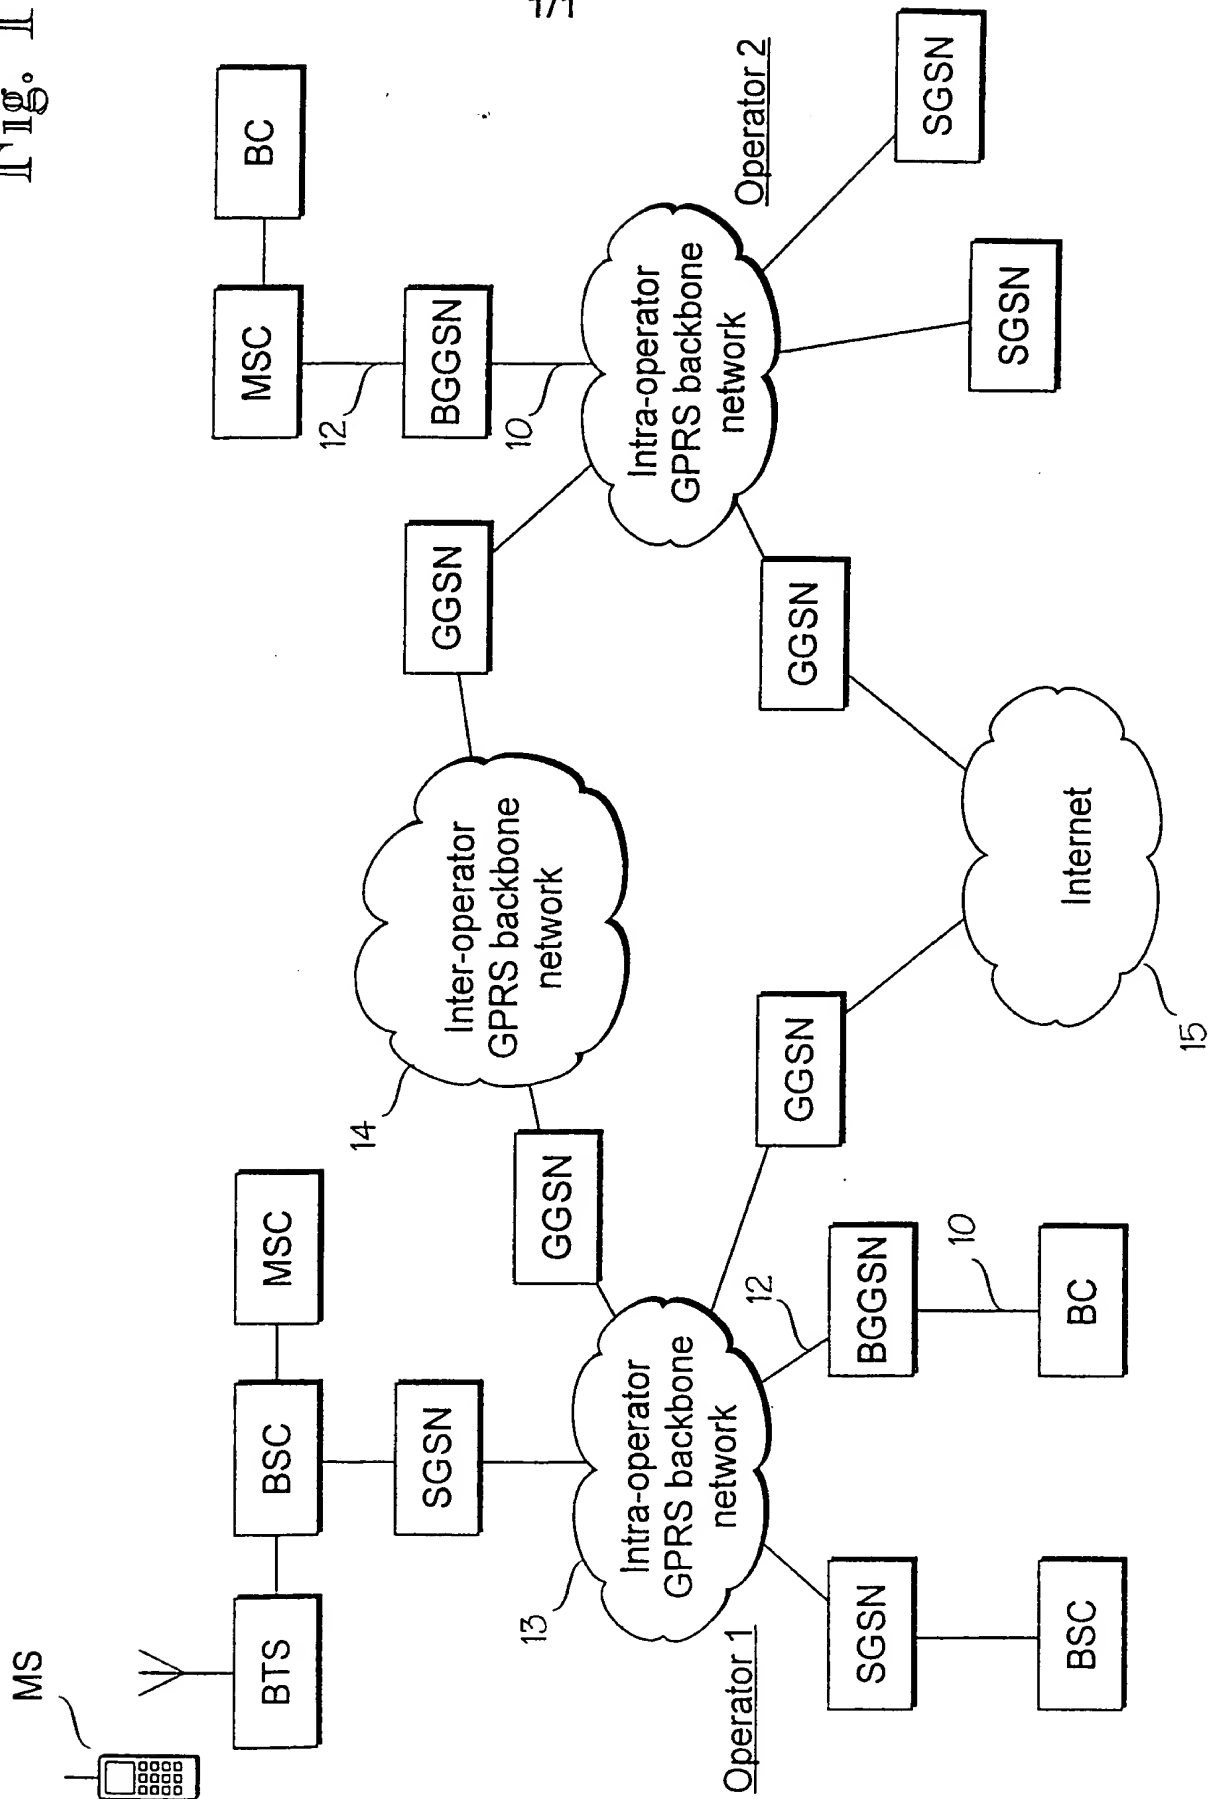 1/1
Fig. 1
MS
BTS
BSC
MSC
SGSN
14
Inter-operator
GPRS backbone
network
GGSN
GGSN
MSC
BC
12
BGGSN
10
13
Intra-operator
GPRS backbone
network
Operator 1
SGSN
BSC
12
BGGSN
10
BC
GGSN
Internet
15
GGSN
Intra-operator
GPRS backbone
network
Operator 2
SGSN
SGSN